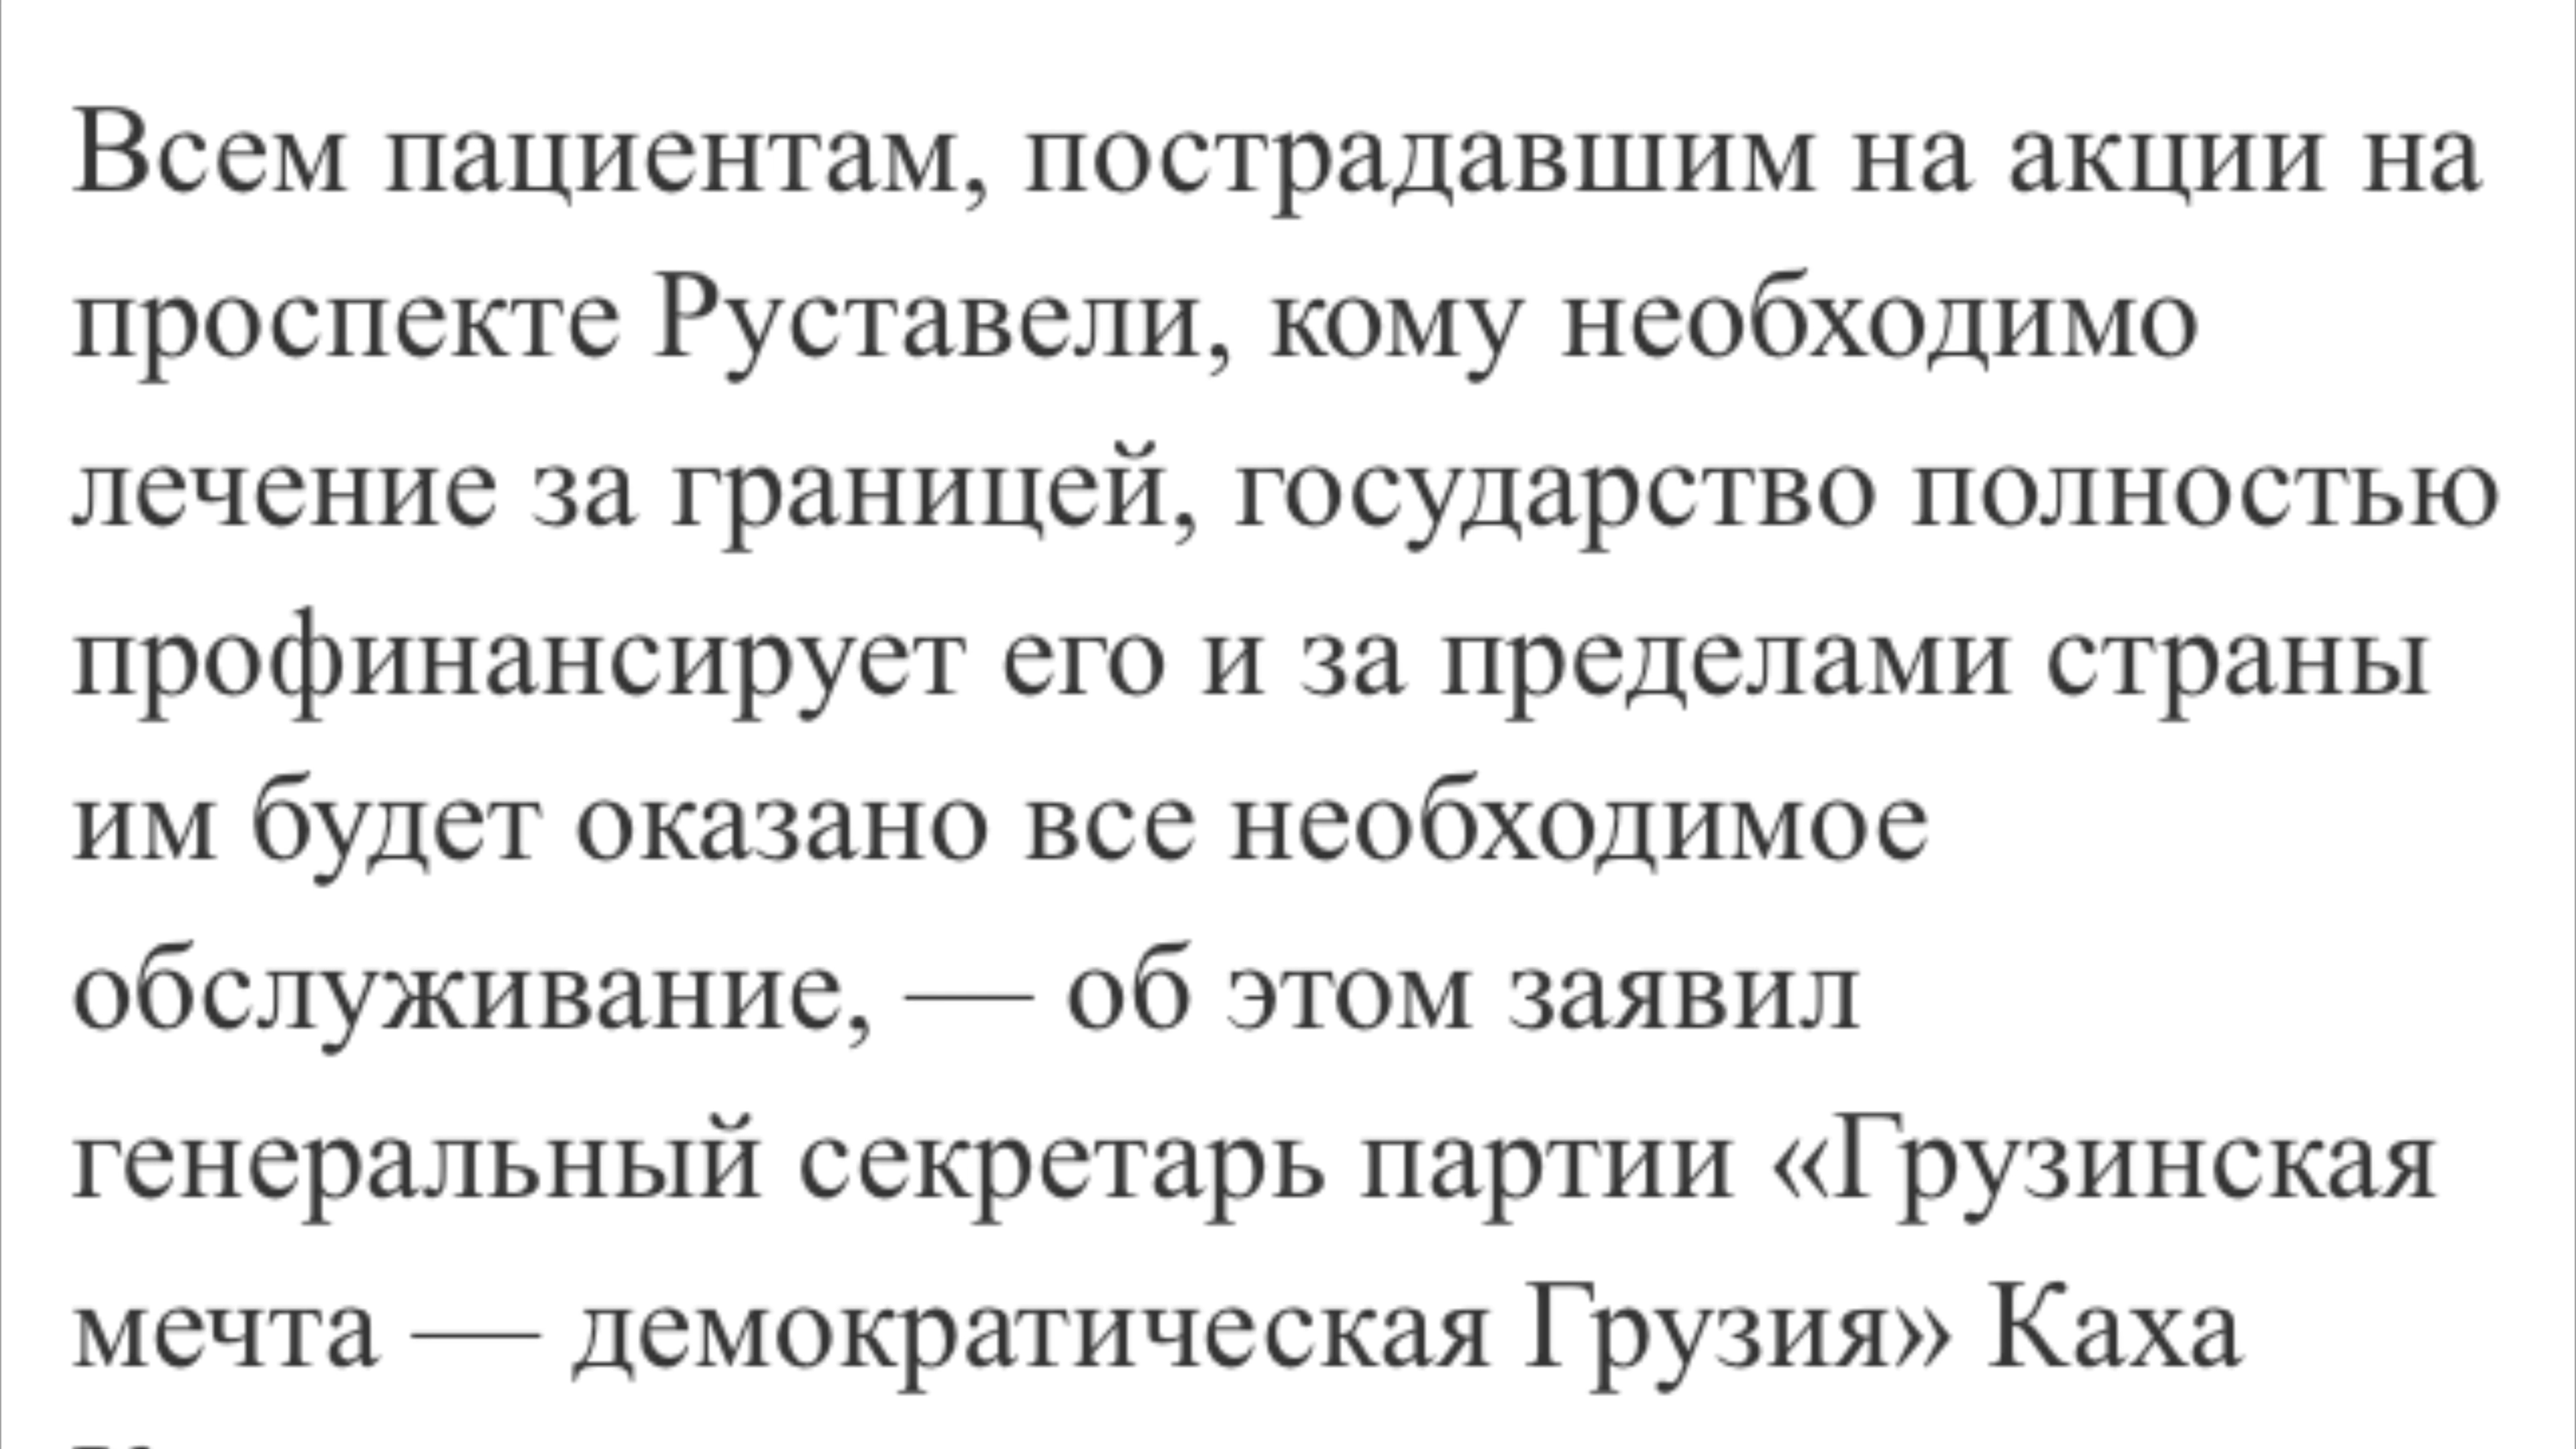 Всем пациентам, пострадавшим на акции на
проспекте Руставели, кому необходимо
лечение за границей, государство полностью
профинансирует его и за пределами страны
им будет оказано все необходимое
обслуживание, — об этом заявил
генеральный секретарь партии «Грузинская
мечта — демократическая Грузия» Каха